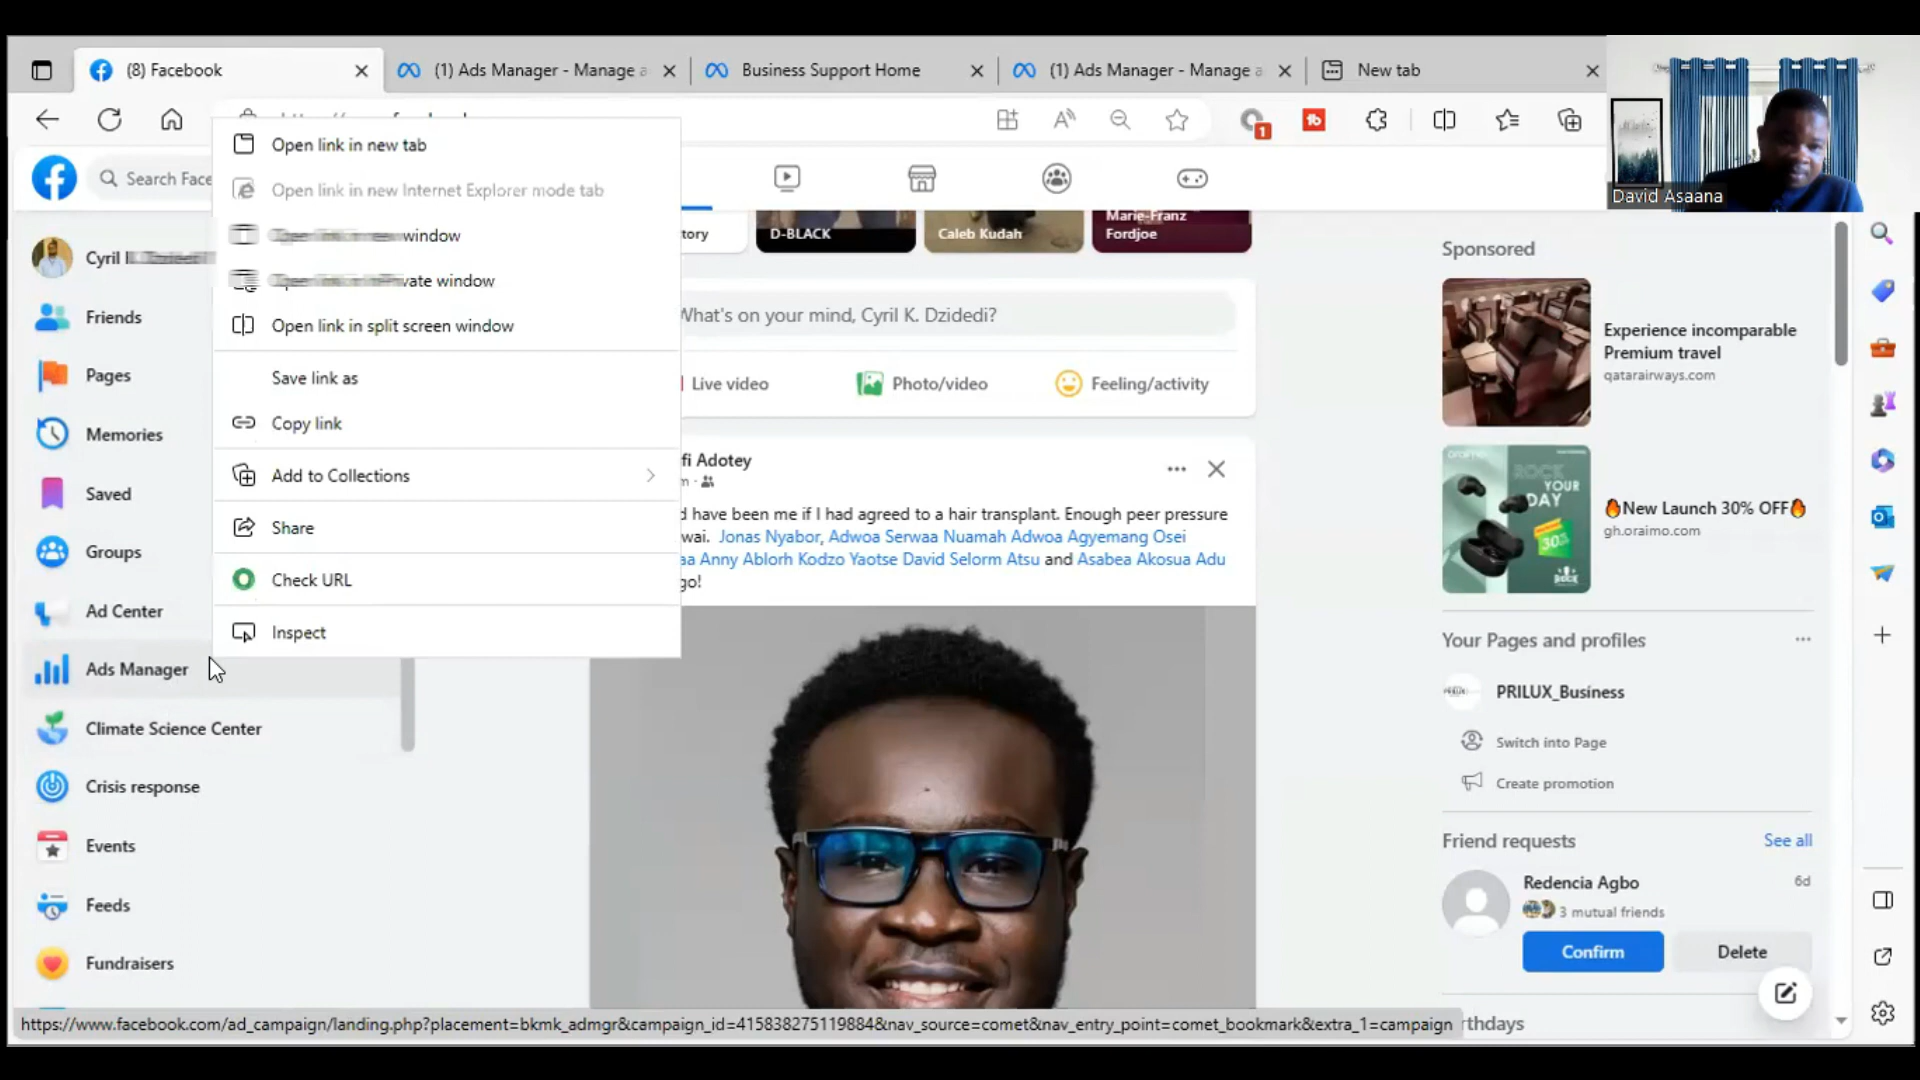 (8) Facebook
(1) Ads Manager - Manage a
Business Support Home
(1) Ads Manager - Manage a
New tab
1
tb
David Asaana
Search Face
Cyril
Friends
Pages
Memories
Saved
Groups
Ad Center
Ads Manager
Climate Science Center
Crisis response
Events
Feeds
Fundraisers
Open link in new tab
Open link in new Internet Explorer mode tab
window
window
Open link in split screen window
Save link as
Copy link
Add to Collections
Share
Check URL
Inspect
tory
D-BLACK
Caleb Kudah
Marie-Franz
Fordjoe
What's on your mind, Cyril K. Dzidedi?
Live video
Photo/video
Feeling/activity
fi Adotey
m
d have been me if I had agreed to a hair transplant. Enough peer pressure
wai. Jonas Nyabor, Adwoa Serwaa Nuamah Adwoa Agyemang Osei
aa Anny Ablorh Kodzo Yaotse David Selorm Atsu and Asabea Akosua Adu
go!
Sponsored
Experience incomparable
Premium travel
qatarairways.com
oraimo
ROCK
YOUR
DAY
30%
ROCK
🔥New Launch 30% OFF🔥
gh.oraimo.com
Your Pages and profiles
PRILUX_Business
Switch into Page
Create promotion
Friend requests
See all
Redencia Agbo
6d
3 mutual friends
Confirm
Delete
rthdays
https://www.facebook.com/ad_campaign/landing.php?placement=bkmk_admgr&campaign_id=415838275119884&nav_source=comet&nav_entry_point=comet_bookmark&extra_1=campaign